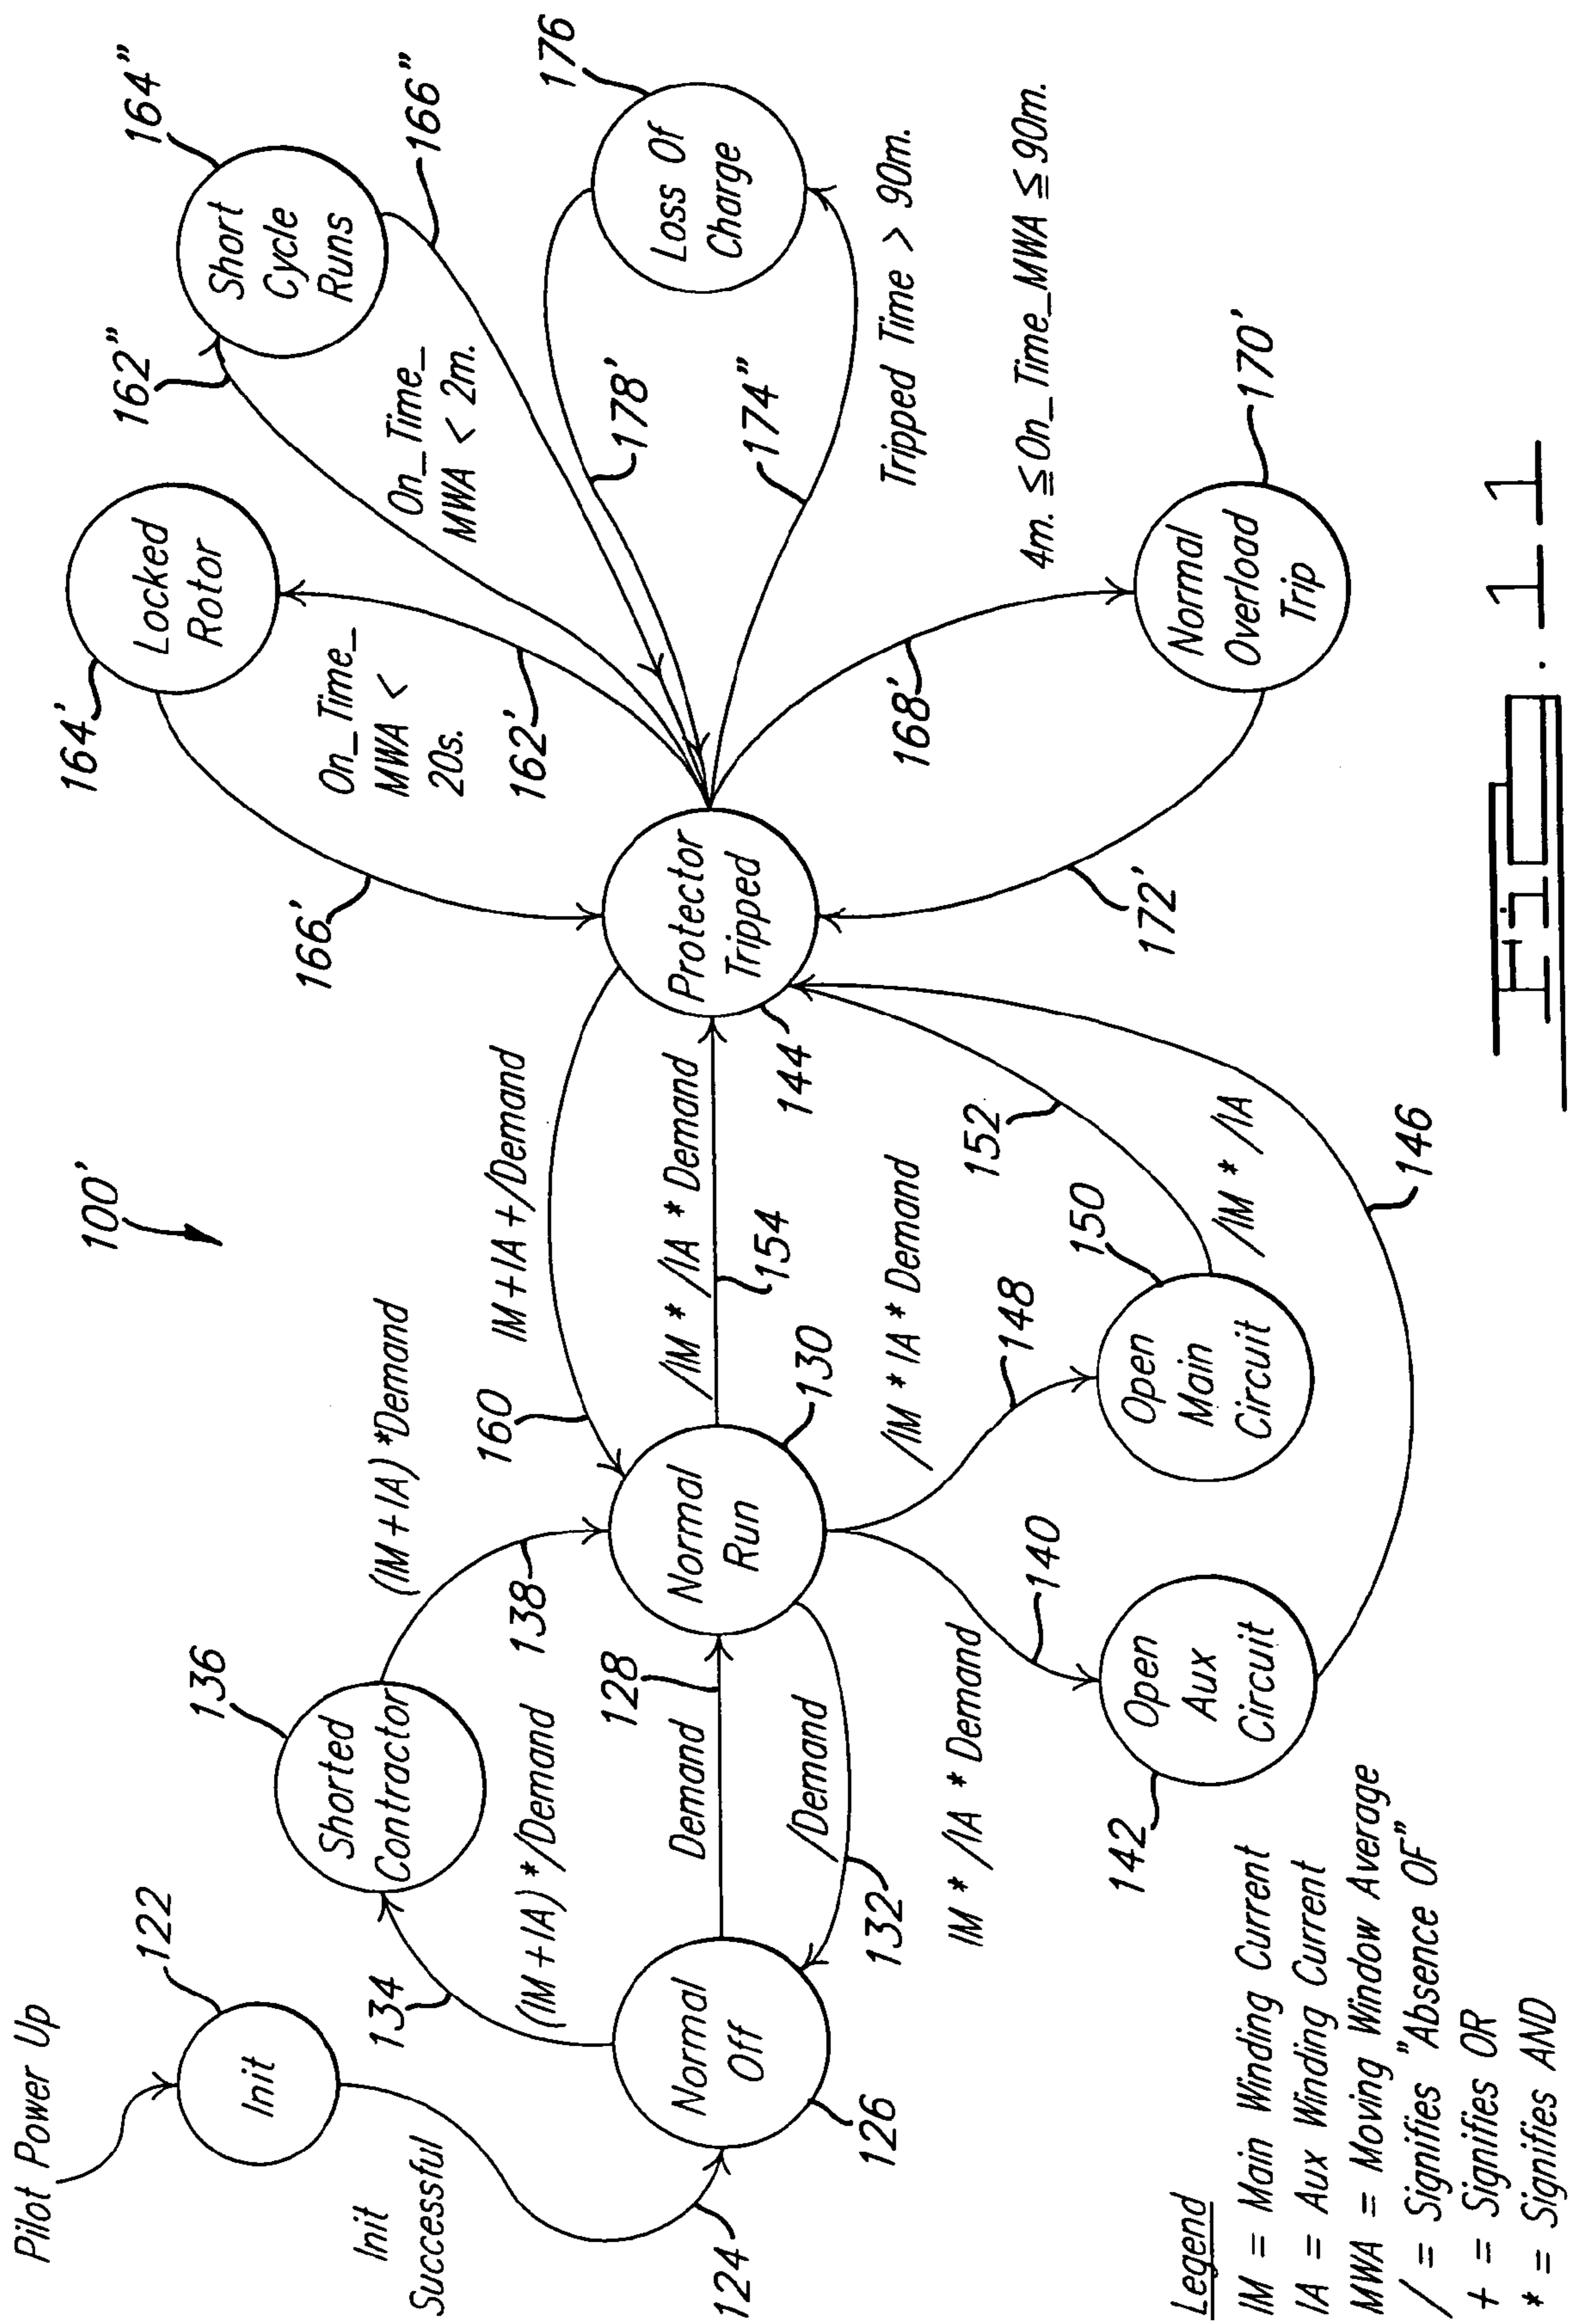 100'
Pilot Power Up
122
Init
Init
Successful
124
Normal
Off
126
134
(IM + IA) */Demand
136
Shorted
Contractor
138
(IM + IA) *Demand
128
Demand
/Demand
132
Normal
Run
130
160
IM + IA + /Demand
/IM * /IA * Demand
154
/IM * IA * Demand
148
140
IM * /IA * Demand
Open
Aux
Circuit
142
Open
Main
Circuit
150
152
/IM * /IA
146
Protector
Tripped
144
166'
164'
Locked
Rotor
On_Time_
MWA <
20s.
162'
162"
164"
Short
Cycle
Runs
166"
On_Time_
MWA < 2m.
178'
176
Loss Of
Charge
174"
Tripped Time > 90m.
168'
4m. ≦ On_Time_MWA ≦ 90m.
Normal
Overload
Trip
170'
172'
Legend
IM = Main Winding Current
IA = Aux Winding Current
MWA = Moving Window Average
/ = Signifies "Absence OF"
+ = Signifies OR
* = Signifies AND
Fig. 11